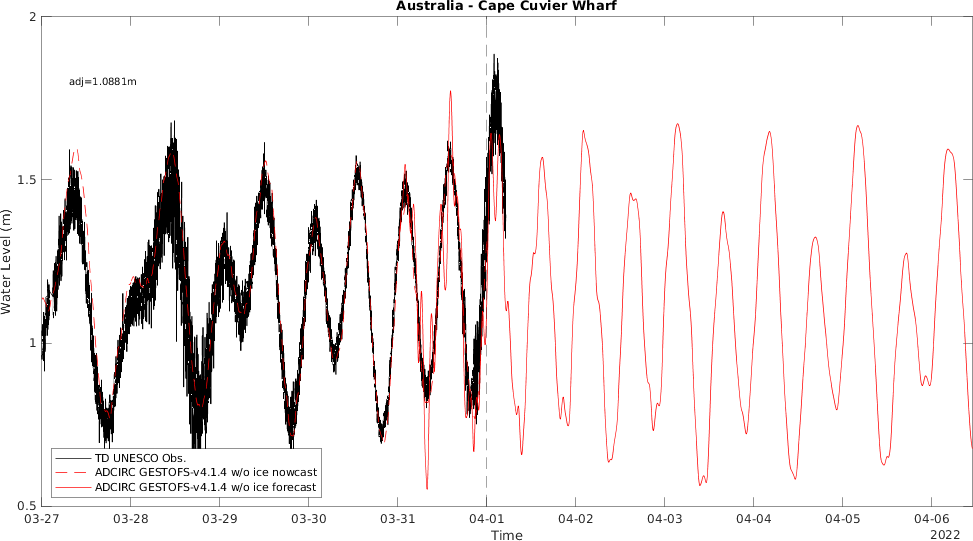 Australia - Cape Cuvier Wharf
adj=1.0881m
2
1.5
1
0.5
Water Level (m)
TD UNESCO Obs.
ADCIRC GESTOFS-v4.1.4 w/o ice nowcast
ADCIRC GESTOFS-v4.1.4 w/o ice forecast
03-27 03-28 03-29 03-30 03-31 04-01 04-02 04-03 04-04 04-05 04-06
Time
2022